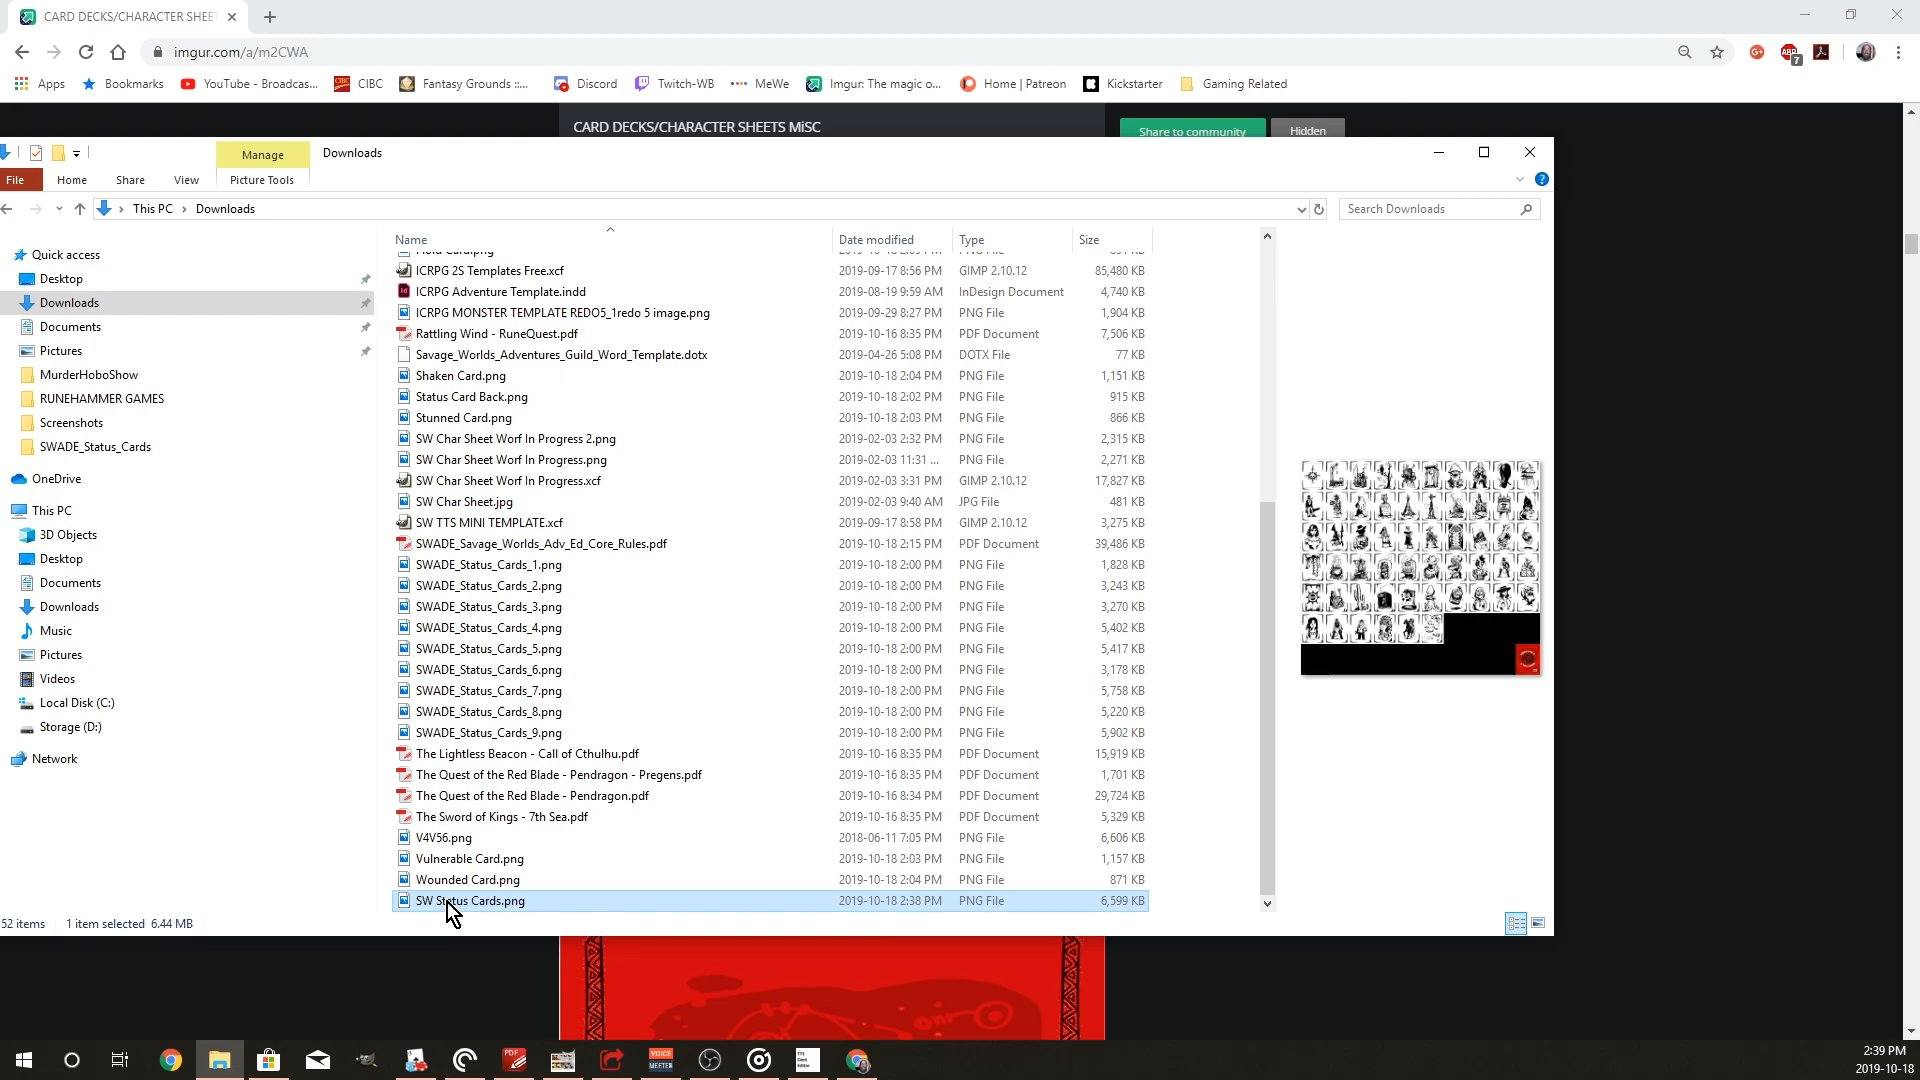 CARD DECKS/CHARACTER SHEET
imgur.com/a/m2CWA
7
Apps Bookmarks YouTube - Broadcas... CIBC CIBC Fantasy Grounds ::... Discord Twitch-WB MeWe Imgur: The magic o... Home | Patreon Kickstarter Gaming Related
CARD DECKS/CHARACTER SHEETS MiSC
Share to community Hidden
Manage Downloads
File Home Share View Picture Tools
This PC > Downloads Search Downloads
Name Date modified Type Size
ICRPG 2S Templates Free.xcf 2019-09-17 8:56 PM GIMP 2.10.12 85,480 KB
ICRPG Adventure Template.indd 2019-08-19 9:59 AM InDesign Document 4,740 KB
ICRPG MONSTER TEMPLATE REDO5_1redo 5 image.png 2019-09-29 8:27 PM PNG File 1,904 KB
Rattling Wind - RuneQuest.pdf 2019-10-16 8:35 PM PDF Document 7,506 KB
Savage_Worlds_Adventures_Guild_Word_Template.dotx 2019-04-26 5:08 PM DOTX File 77 KB
Shaken Card.png 2019-10-18 2:04 PM PNG File 1,151 KB
Status Card Back.png 2019-10-18 2:02 PM PNG File 915 KB
Stunned Card.png 2019-10-18 2:03 PM PNG File 866 KB
SW Char Sheet Worf In Progress 2.png 2019-02-03 2:32 PM PNG File 2,315 KB
SW Char Sheet Worf In Progress.png 2019-02-03 11:31 ... PNG File 2,271 KB
SW Char Sheet Worf In Progress.xcf 2019-02-03 3:31 PM GIMP 2.10.12 17,827 KB
SW Char Sheet.jpg 2019-02-03 9:40 AM JPG File 481 KB
SW TTS MINI TEMPLATE.xcf 2019-09-17 8:58 PM GIMP 2.10.12 3,275 KB
SWADE_Savage_Worlds_Adv_Ed_Core_Rules.pdf 2019-10-18 2:15 PM PDF Document 39,486 KB
SWADE_Status_Cards_1.png 2019-10-18 2:00 PM PNG File 1,828 KB
SWADE_Status_Cards_2.png 2019-10-18 2:00 PM PNG File 3,243 KB
SWADE_Status_Cards_3.png 2019-10-18 2:00 PM PNG File 3,270 KB
SWADE_Status_Cards_4.png 2019-10-18 2:00 PM PNG File 5,402 KB
SWADE_Status_Cards_5.png 2019-10-18 2:00 PM PNG File 5,417 KB
SWADE_Status_Cards_6.png 2019-10-18 2:00 PM PNG File 3,178 KB
SWADE_Status_Cards_7.png 2019-10-18 2:00 PM PNG File 5,758 KB
SWADE_Status_Cards_8.png 2019-10-18 2:00 PM PNG File 5,220 KB
SWADE_Status_Cards_9.png 2019-10-18 2:00 PM PNG File 5,902 KB
The Lightless Beacon - Call of Cthulhu.pdf 2019-10-16 8:35 PM PDF Document 15,919 KB
The Quest of the Red Blade - Pendragon - Pregens.pdf 2019-10-16 8:35 PM PDF Document 1,701 KB
The Quest of the Red Blade - Pendragon.pdf 2019-10-16 8:34 PM PDF Document 29,724 KB
The Sword of Kings - 7th Sea.pdf 2019-10-16 8:35 PM PDF Document 5,329 KB
V4V56.png 2018-06-11 7:05 PM PNG File 6,606 KB
Vulnerable Card.png 2019-10-18 2:03 PM PNG File 1,157 KB
Wounded Card.png 2019-10-18 2:04 PM PNG File 871 KB
SW Status Cards.png 2019-10-18 2:38 PM PNG File 6,599 KB
Quick access
Desktop
Downloads
Documents
Pictures
MurderHoboShow
RUNEHAMMER GAMES
Screenshots
SWADE_Status_Cards
OneDrive
This PC
3D Objects
Desktop
Documents
Downloads
Music
Pictures
Videos
Local Disk (C:)
Storage (D:)
Network
52 items 1 item selected 6.44 MB
PDF
VOICE
MEETER
TTS
Deck
Editor
2:39 PM
2019-10-18